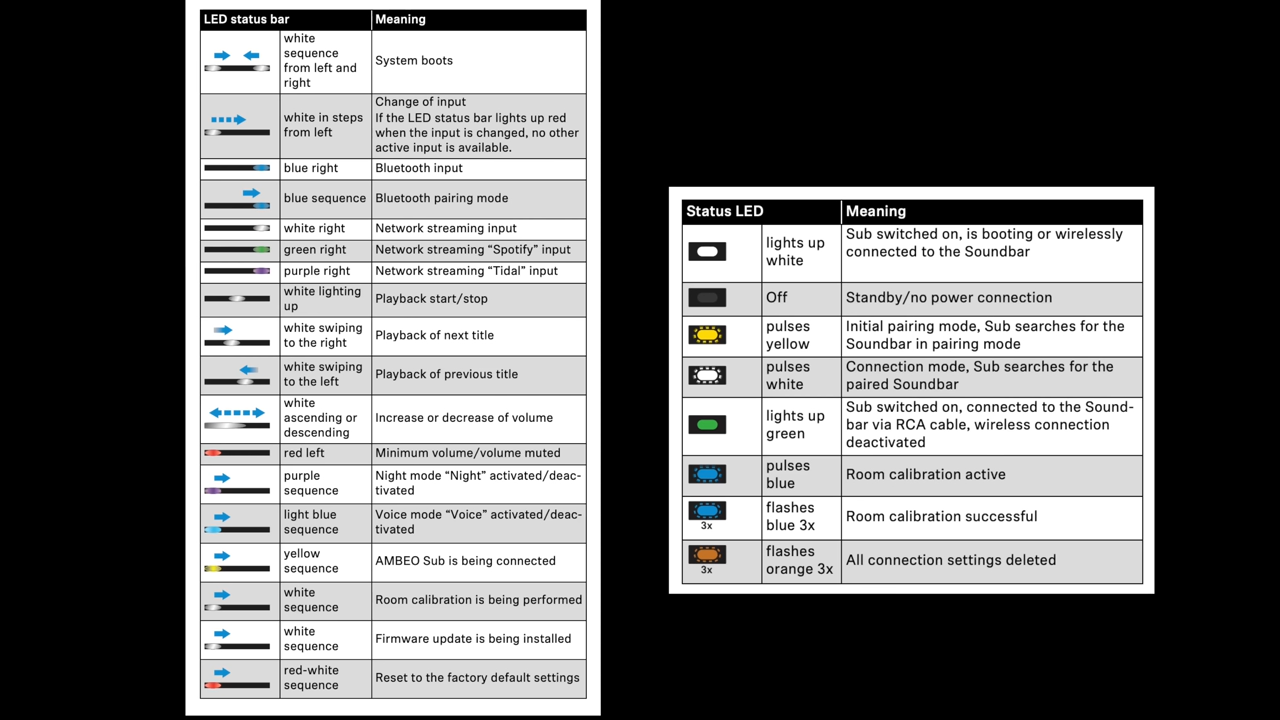 LED status bar Meaning
white
sequence
from left and
right
System boots
white in steps
from left
Change of input
If the LED status bar lights up red
when the input is changed, no other
active input is available.
blue right Bluetooth input
blue sequence Bluetooth pairing mode
white right Network streaming input
green right Network streaming “Spotify” input
purple right Network streaming “Tidal” input
white lighting
up
Playback start/stop
white swiping
to the right
Playback of next title
white swiping
to the left
Playback of previous title
white
ascending or
descending
Increase or decrease of volume
red left Minimum volume/volume muted
purple
sequence
Night mode “Night” activated/deac-
tivated
light blue
sequence
Voice mode “Voice” activated/deac-
tivated
yellow
sequence
AMBEO Sub is being connected
white
sequence
Room calibration is being performed
white
sequence
Firmware update is being installed
red-white
sequence
Reset to the factory default settings
Status LED Meaning
lights up
white
Sub switched on, is booting or wirelessly
connected to the Soundbar
Off Standby/no power connection
pulses
yellow
Initial pairing mode, Sub searches for the
Soundbar in pairing mode
pulses
white
Connection mode, Sub searches for the
paired Soundbar
lights up
green
Sub switched on, connected to the Sound-
bar via RCA cable, wireless connection
deactivated
pulses
blue
Room calibration active
3x
flashes
blue 3x
Room calibration successful
3x
flashes
orange 3x
All connection settings deleted